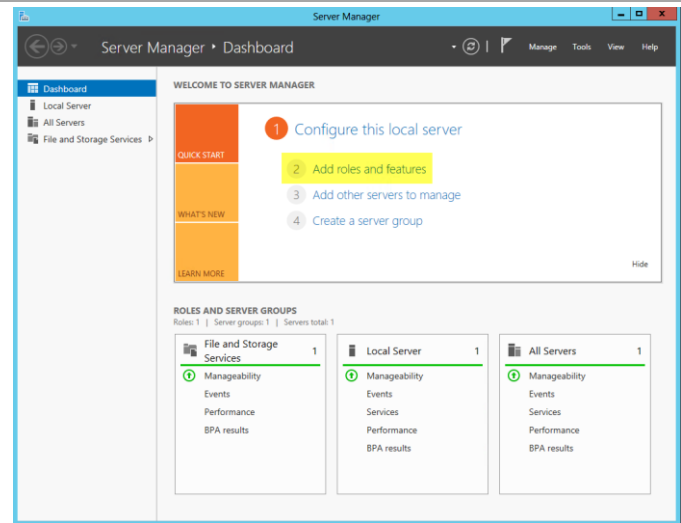 Server Manager
Server Manager • Dashboard
Manage Tools View Help
Dashboard
Local Server
All Servers
File and Storage Services
WELCOME TO SERVER MANAGER
QUICK START
WHAT'S NEW
LEARN MORE
1 Configure this local server
2 Add roles and features
3 Add other servers to manage
4 Create a server group
Hide
ROLES AND SERVER GROUPS
Roles: 1 | Server groups: 1 | Servers total: 1
File and Storage
Services
1
Manageability
Events
Performance
BPA results
Local Server 1
Manageability
Events
Services
Performance
BPA results
All Servers 1
Manageability
Events
Services
Performance
BPA results